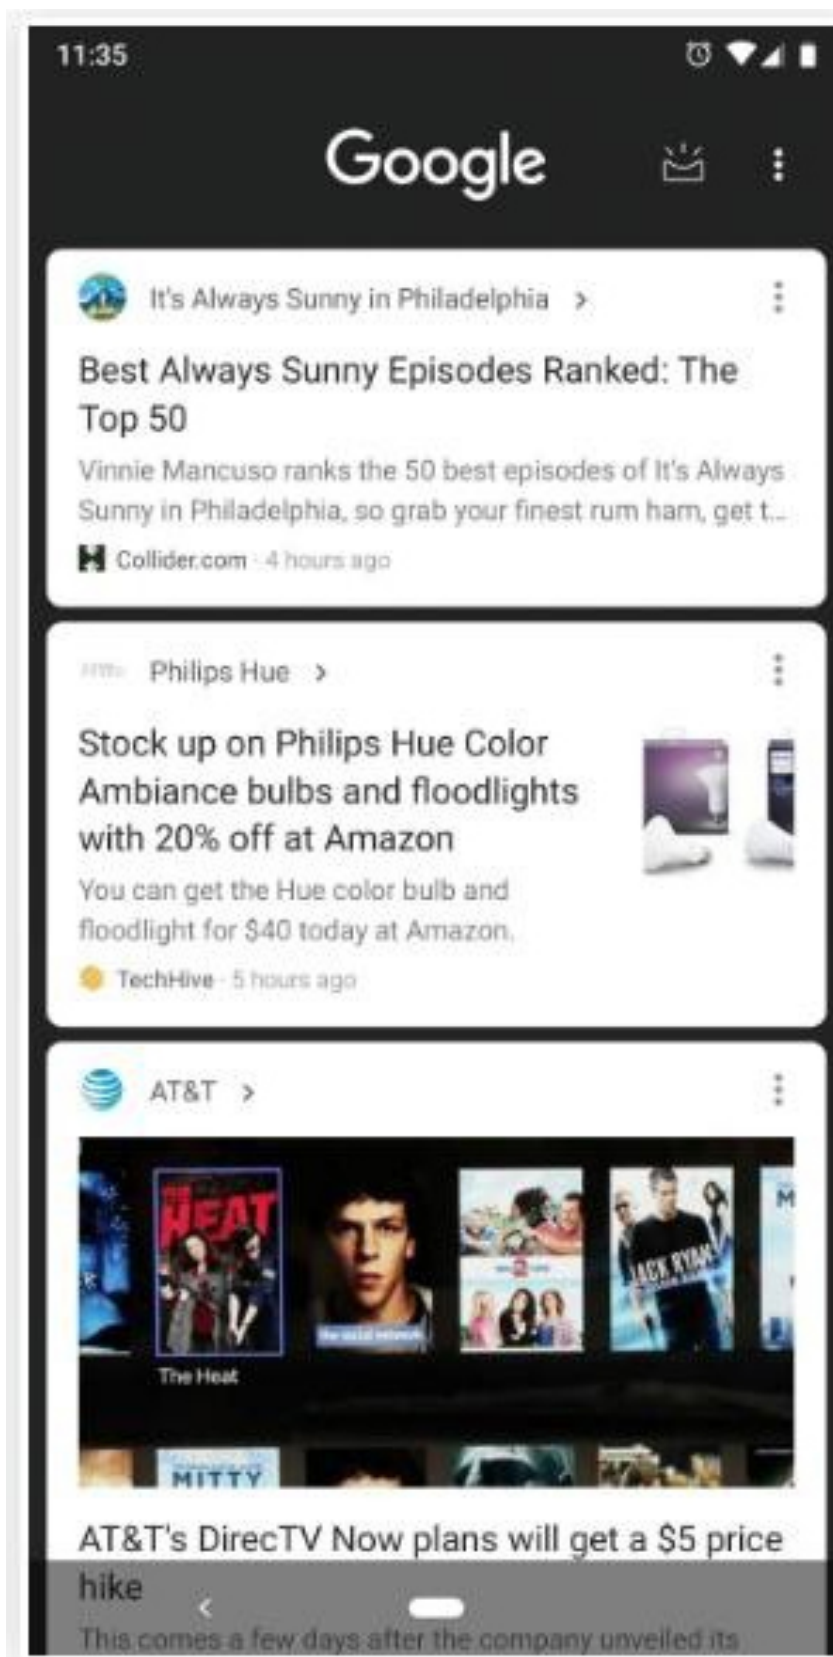 11:35
Google
It's Always Sunny in Philadelphia >
Best Always Sunny Episodes Ranked: The
Top 50
Vinnie Mancuso ranks the 50 best episodes of It's Always
Sunny in Philadelphia, so grab your finest rum ham, get t...
Collider.com · 4 hours ago
Philips Hue >
Stock up on Philips Hue Color
Ambiance bulbs and floodlights
with 20% off at Amazon
You can get the Hue color bulb and
floodlight for $40 today at Amazon.
TechHive · 5 hours ago
AT&T >
THE
HEAT
the social network
JACK RYAN
M
The Heat
MITTY
AT&T's DirecTV Now plans will get a $5 price
hike
This comes a few days after the company unveiled its